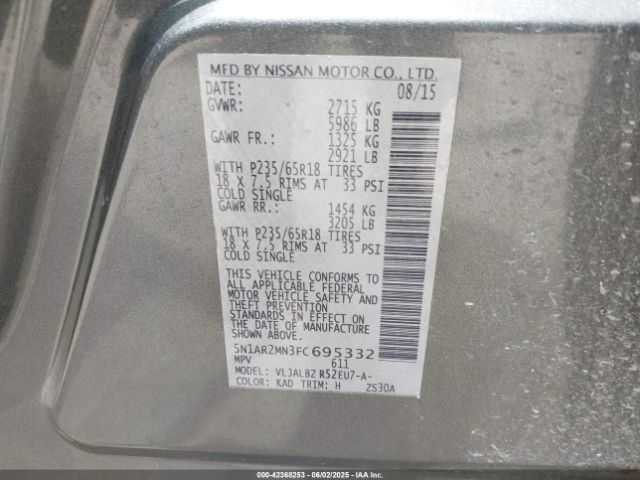 MFD BY NISSAN MOTOR CO., LTD.
DATE: 08/15
GVWR: 2715 KG
5986 LB
GAWR FR.: 1325 KG
2921 LB
WITH P235/65R18 TIRES
18 X 7.5 RIMS AT 33 PSI
COLD SINGLE
GAWR RR.: 1454 KG
3205 LB
WITH P235/65R18 TIRES
18 X 7.5 RIMS AT 33 PSI
COLD SINGLE
THIS VEHICLE CONFORMS TO
ALL APPLICABLE FEDERAL
MOTOR VEHICLE SAFETY AND
THEFT PREVENTION
STANDARDS IN EFFECT ON
THE DATE OF MANUFACTURE
SHOWN ABOVE.
5N1AR2MN3FC695332
MPV 611
MODEL: VLJALBZ R52EU7-A-
COLOR: KAD TRIM: H ZS30A
000-42368253 | 06/02/2025 | IAAI.COM